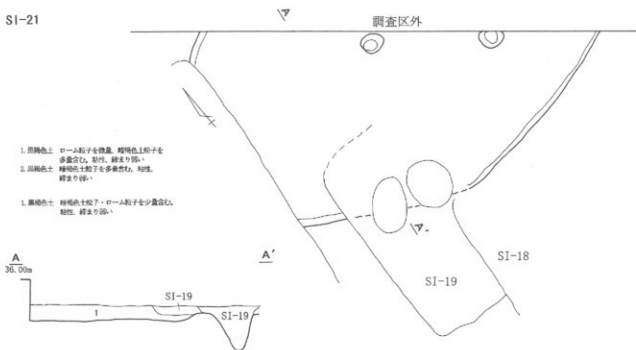 SI-21
A
調査区外
1. 黒褐色土 ローム粒子を微量、暗褐色土粒子を
多量含む。粘性、締まり弱い
2. 黒褐色土 暗褐色土粒子を多量含む。粘性、
締まり弱い
1. 黒褐色土 暗褐色土粒子・ローム粒子を少量含む。
粘性、締まり弱い
A'
SI-18
SI-19
A
36.00m
A'
SI-19
SI-19
1